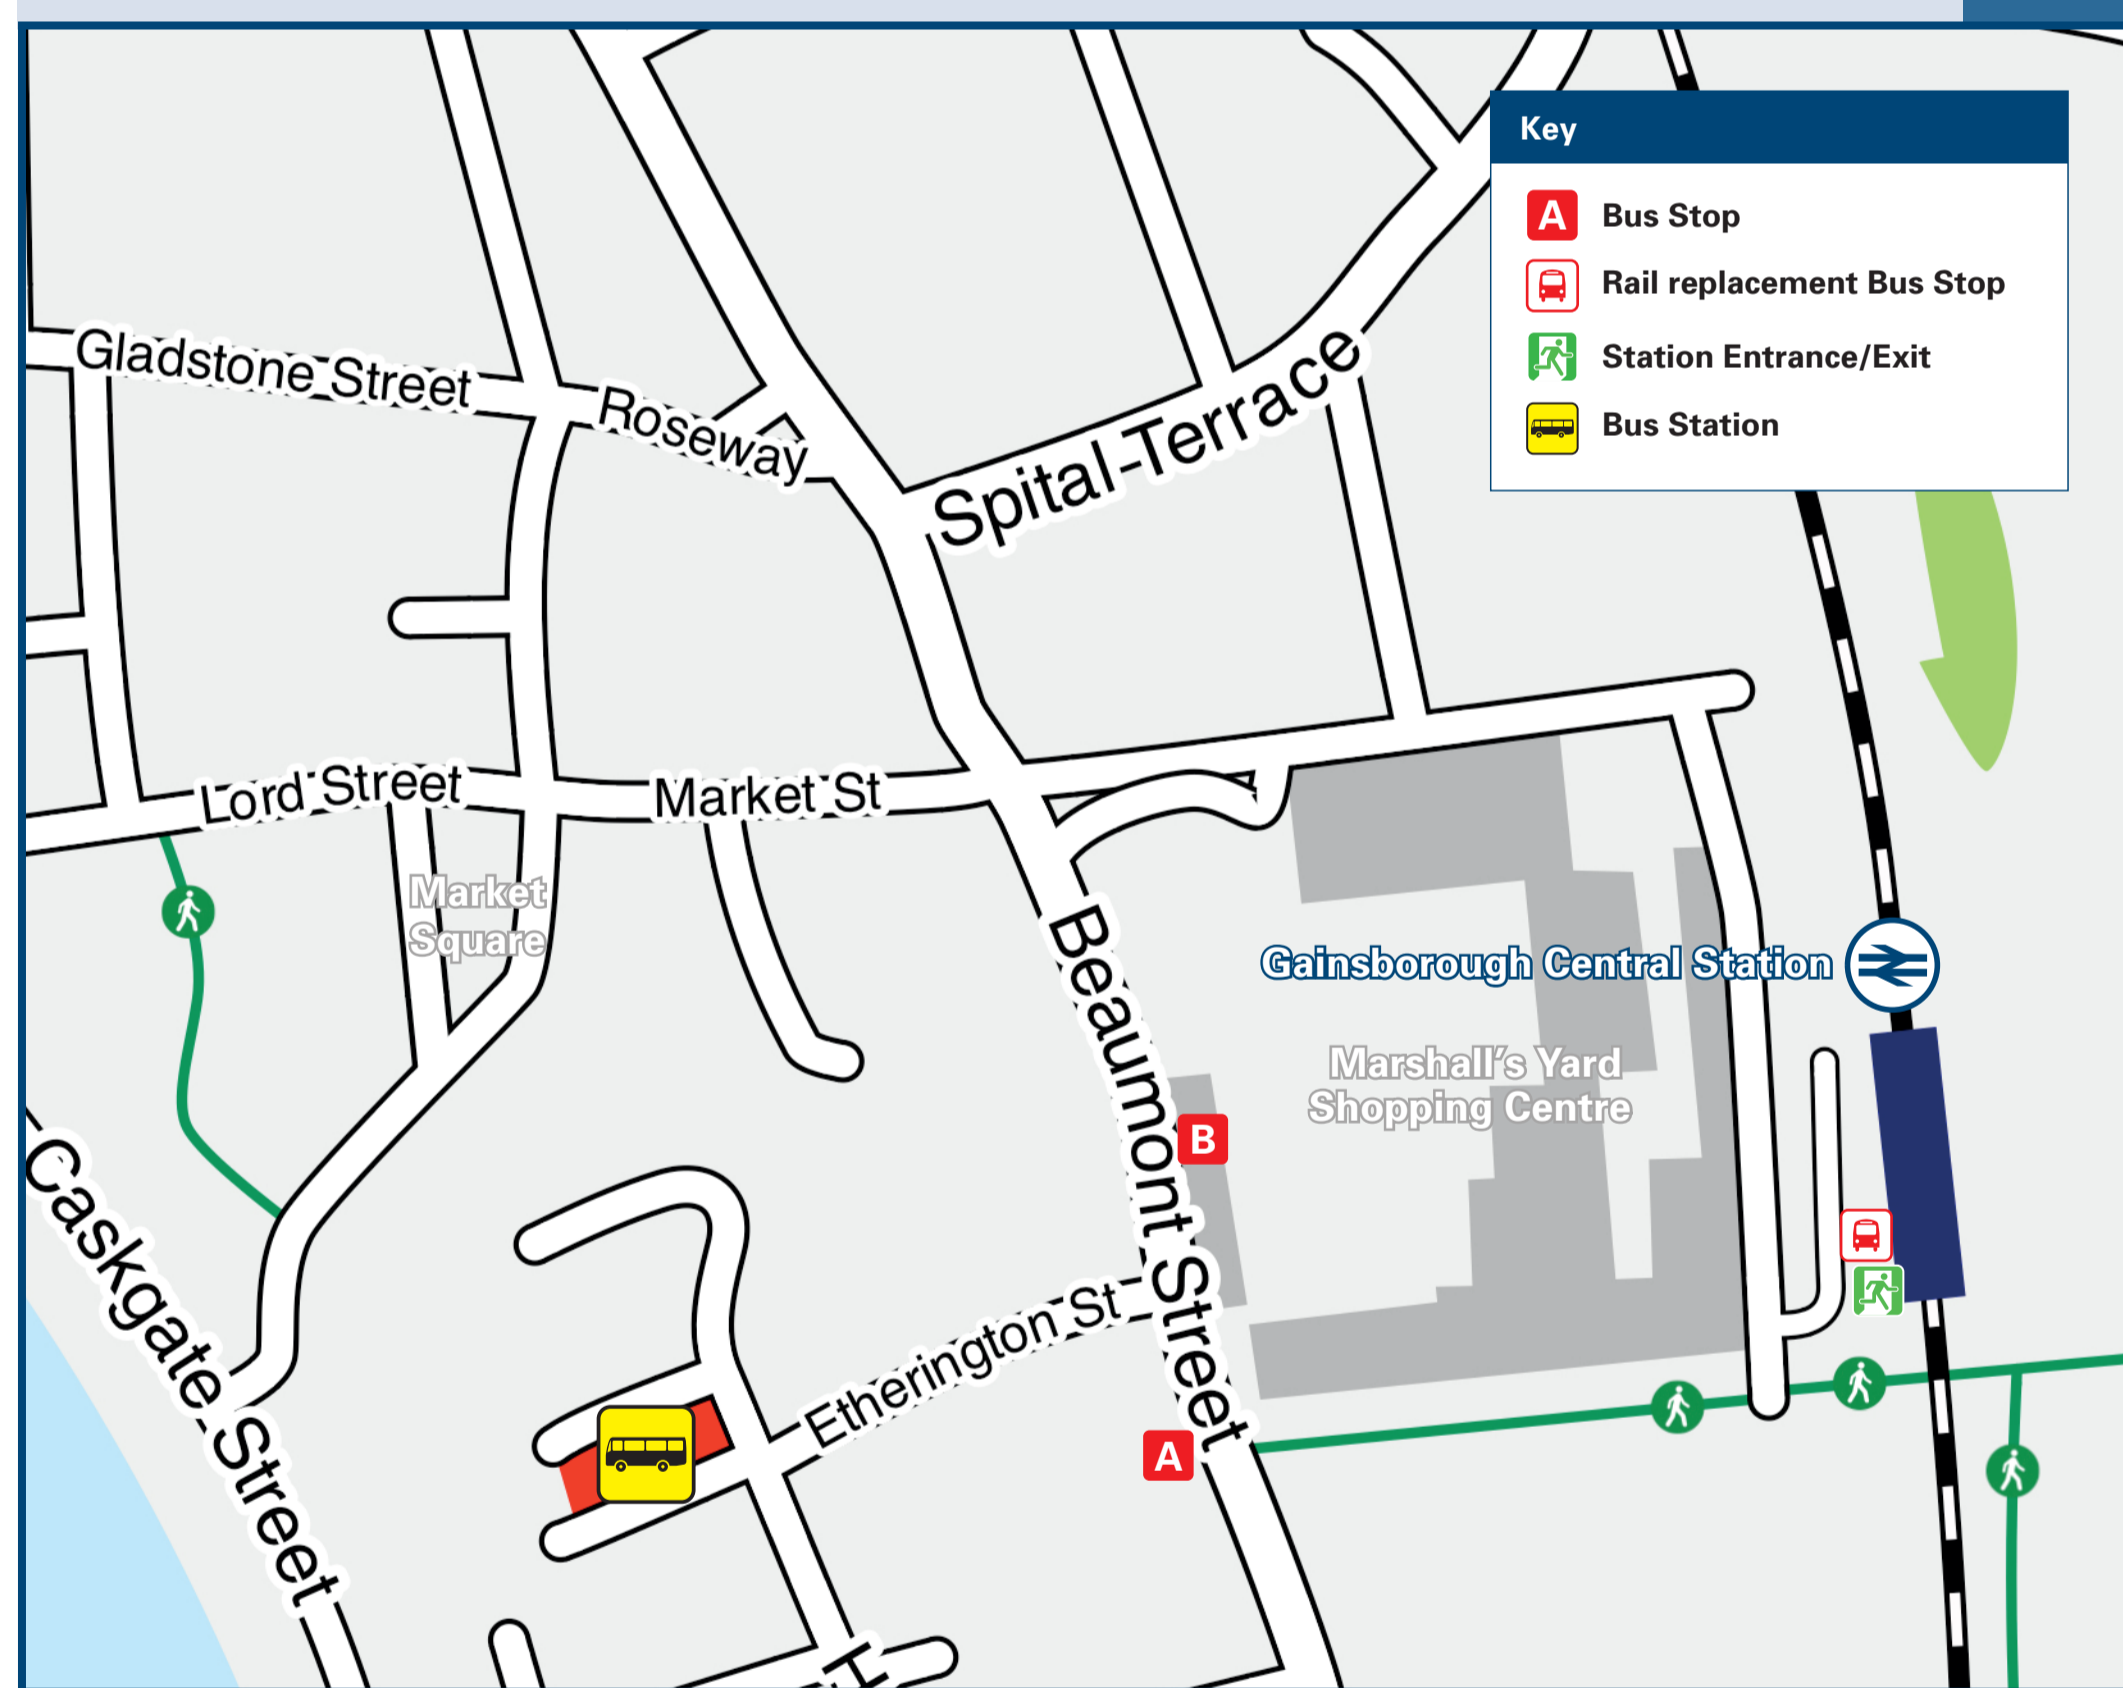 Key
A Bus Stop
Rail replacement Bus Stop
Station Entrance/Exit
Bus Station
Gladstone Street
Roseway
Spital-Terrace
Lord Street
Market St
Market
Square
Beaumont Street
Gainsborough Central Station
Marshall's Yard
Shopping Centre
B
Caskgate Street
Etherington St
A
H